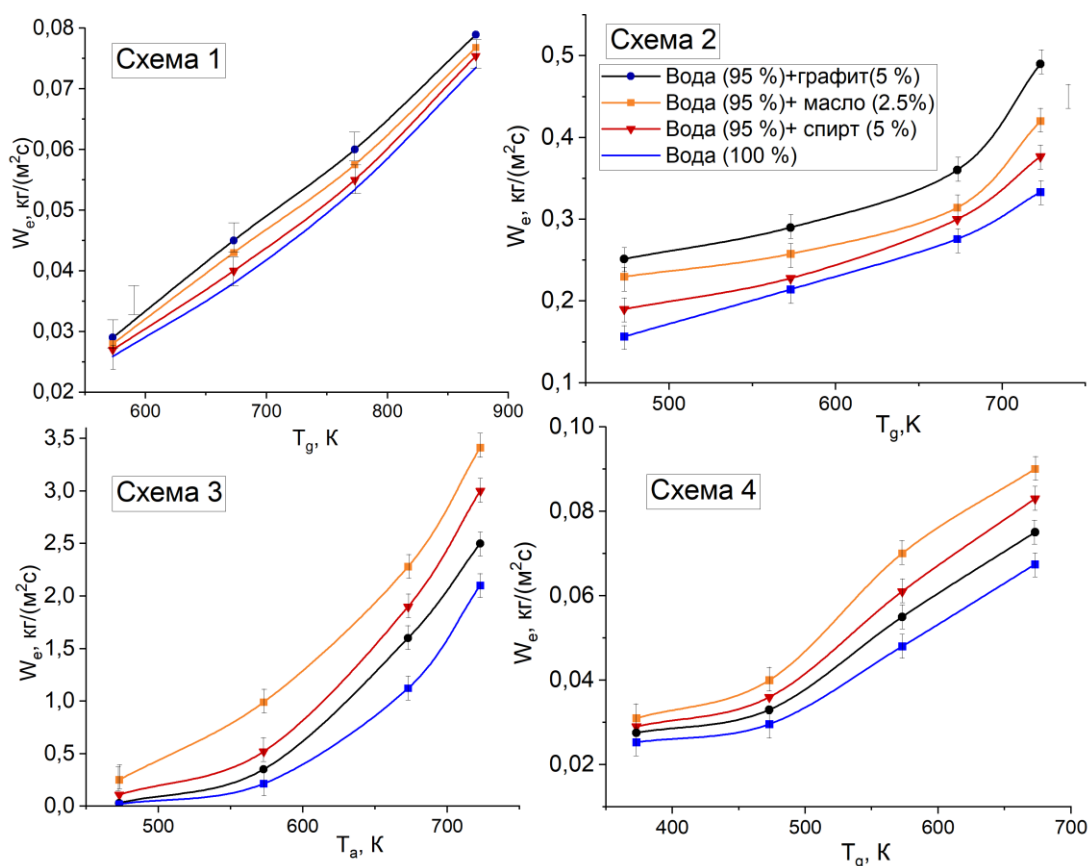 Схема 1
0,08
0,07
0,06
0,05
0,04
0,03
0,02
Wₑ, кг/(м²с)
600 700 800 900
T_g, К
Схема 2
Вода (95 %)+графит(5 %)
Вода (95 %)+ масло (2.5%)
Вода (95 %)+ спирт (5 %)
Вода (100 %)
0,5
0,4
0,3
0,2
0,1
Wₑ, кг/(м²с)
500 600 700
T_g,K
Схема 3
3,5
3,0
2,5
2,0
1,5
1,0
0,5
0,0
Wₑ, кг/(м²с)
500 600 700
Tₐ, К
Схема 4
0,10
0,08
0,06
0,04
0,02
Wₑ, кг/(м²с)
400 500 600 700
T_g, К